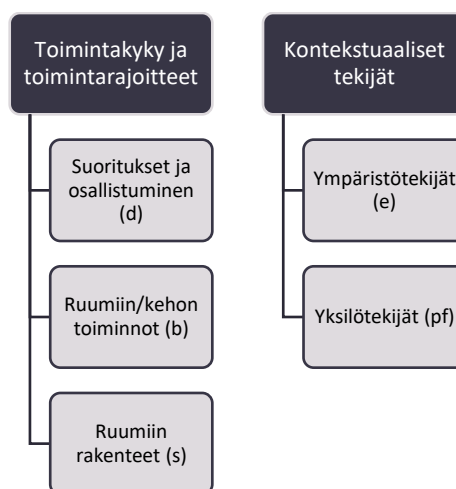 Toimintakyky ja
toimintarajoitteet
Suoritukset ja
osallistuminen
(d)
Ruumiin/kehon
toiminnot (b)
Ruumiin
rakenteet (s)
Kontekstuaaliset
tekijät
Ympäristötekijät
(e)
Yksilötekijät (pf)